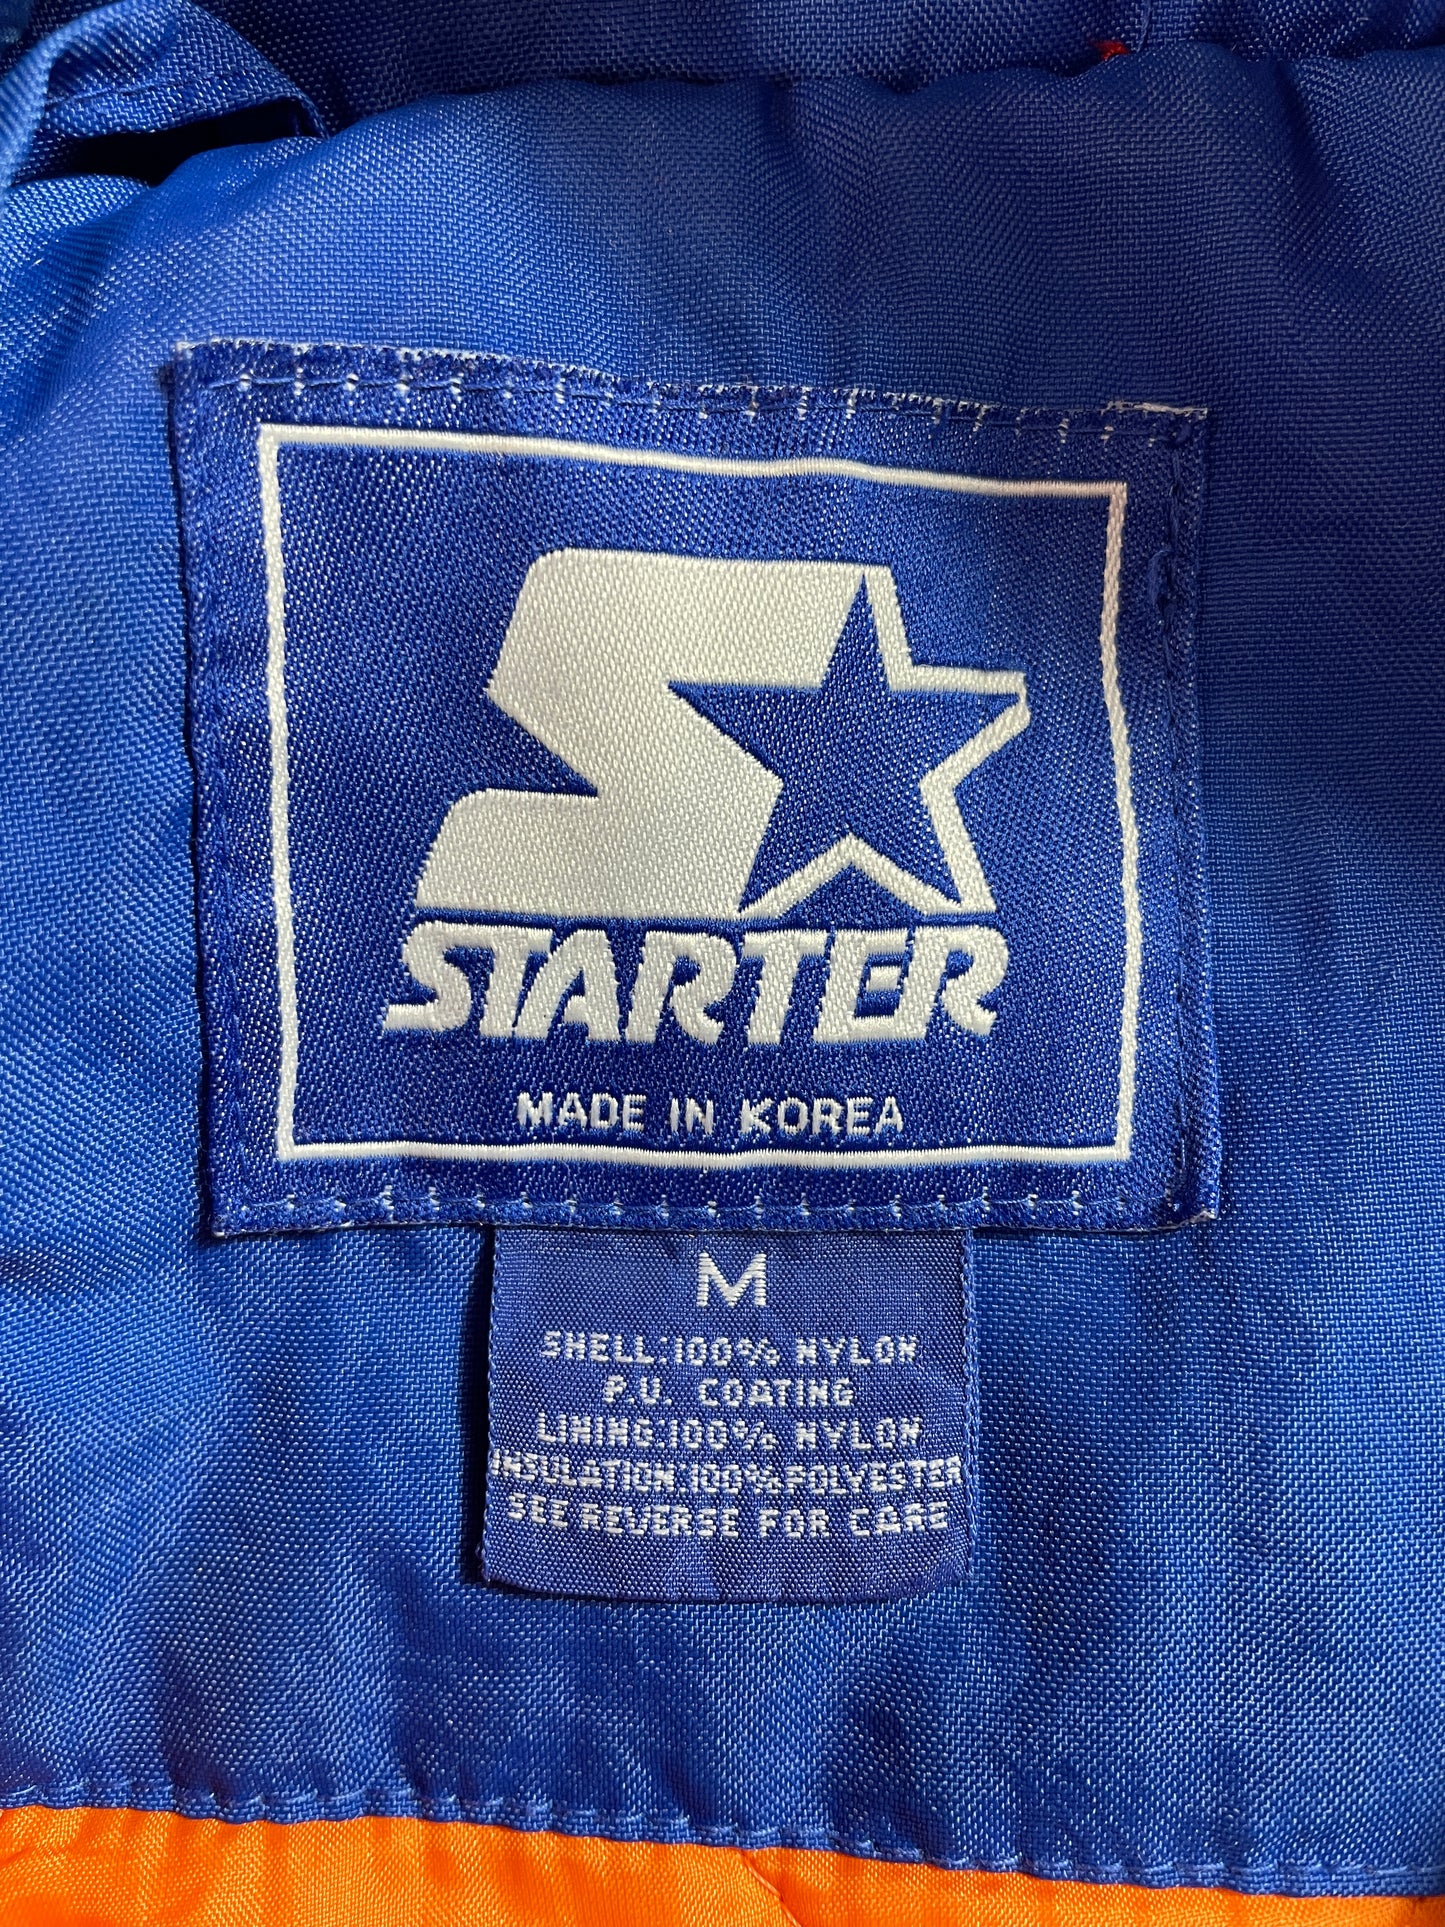 STARTER
MADE IN KOREA
M
SHELL:100% NYLON
P.U. COATING
LINING:100% NYLON
INSULATION:100% POLYESTER
SEE REVERSE FOR CARE